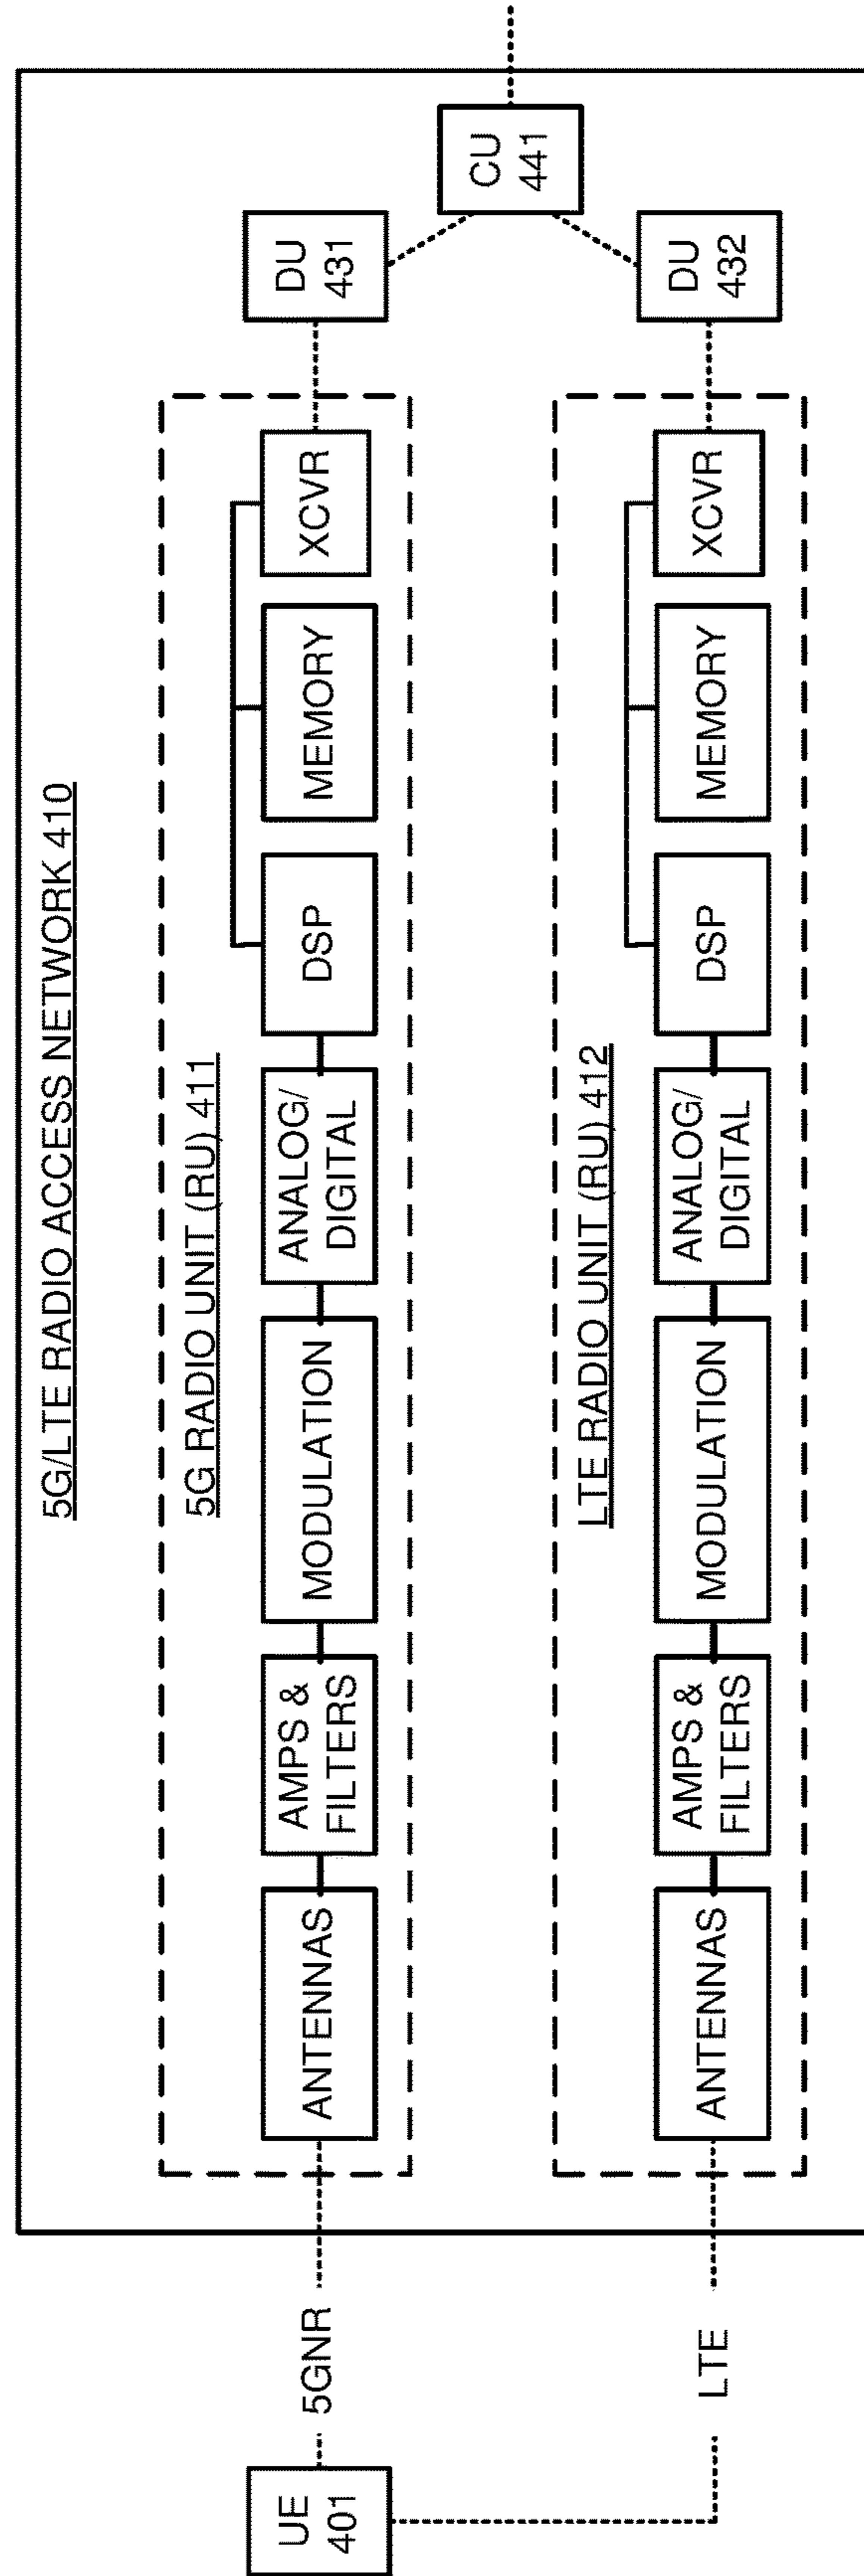 5G/LTE RADIO ACCESS NETWORK 410
5G RADIO UNIT (RU) 411
UE
401
5GNR
ANTENNAS
AMPS &
FILTERS
MODULATION
ANALOG/
DIGITAL
DSP
MEMORY
XCVR
DU
431
CU
441
LTE RADIO UNIT (RU) 412
LTE
ANTENNAS
AMPS &
FILTERS
MODULATION
ANALOG/
DIGITAL
DSP
MEMORY
XCVR
DU
432